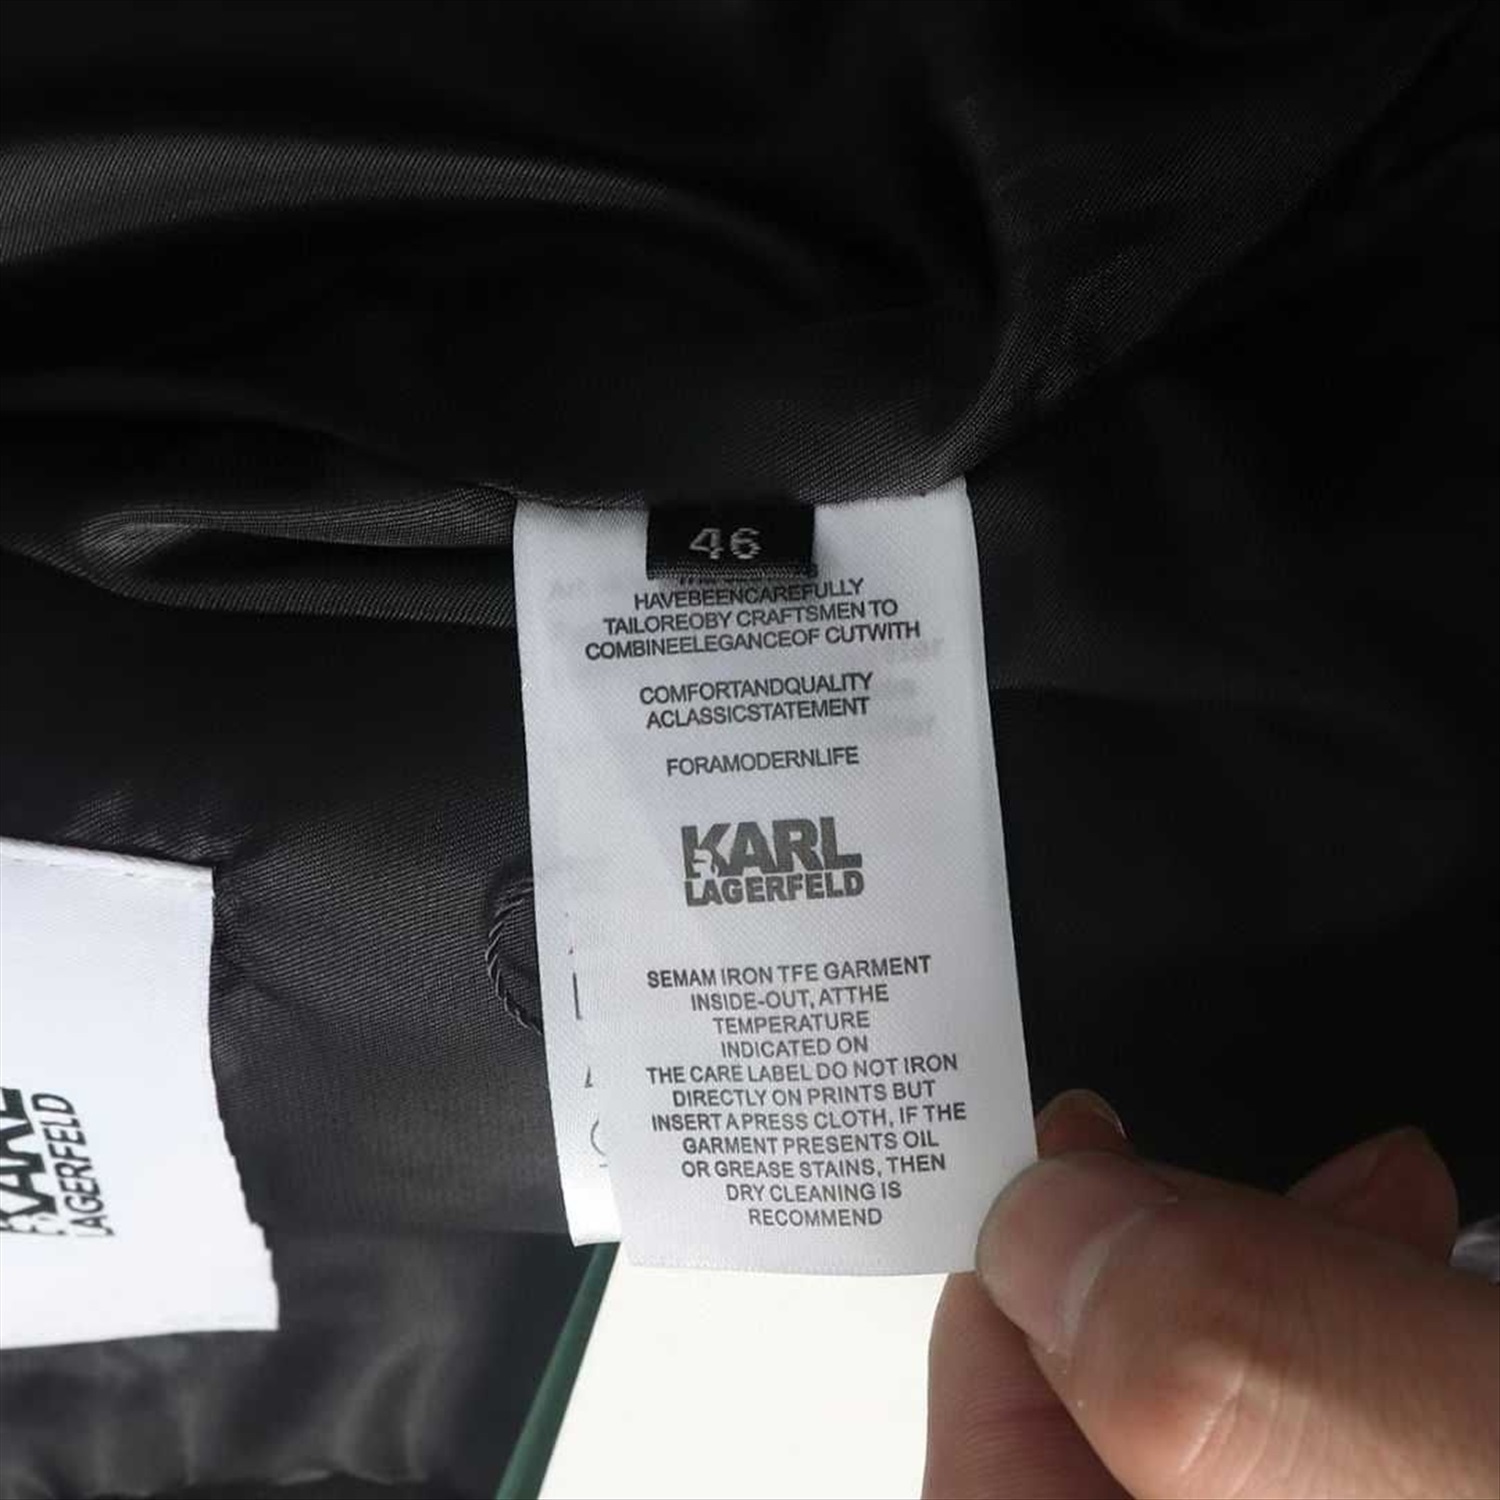 46
HAVEBEENCAREFULLY
TAILOREOBY CRAFTSMEN TO
COMBINEELEGANCEOF CUTWITH
COMFORTANDQUALITY
ACLASSICSTATEMENT
FORAMODERNLIFE
KARL
LAGERFELD
SEMAM IRON TFE GARMENT
INSIDE-OUT, ATTHE
TEMPERATURE
INDICATED ON
THE CARE LABEL DO NOT IRON
DIRECTLY ON PRINTS BUT
INSERT A PRESS CLOTH, IF THE
GARMENT PRESENTS OIL
OR GREASE STAINS, THEN
DRY CLEANING IS
RECOMMEND
KARL
LAGERFELD